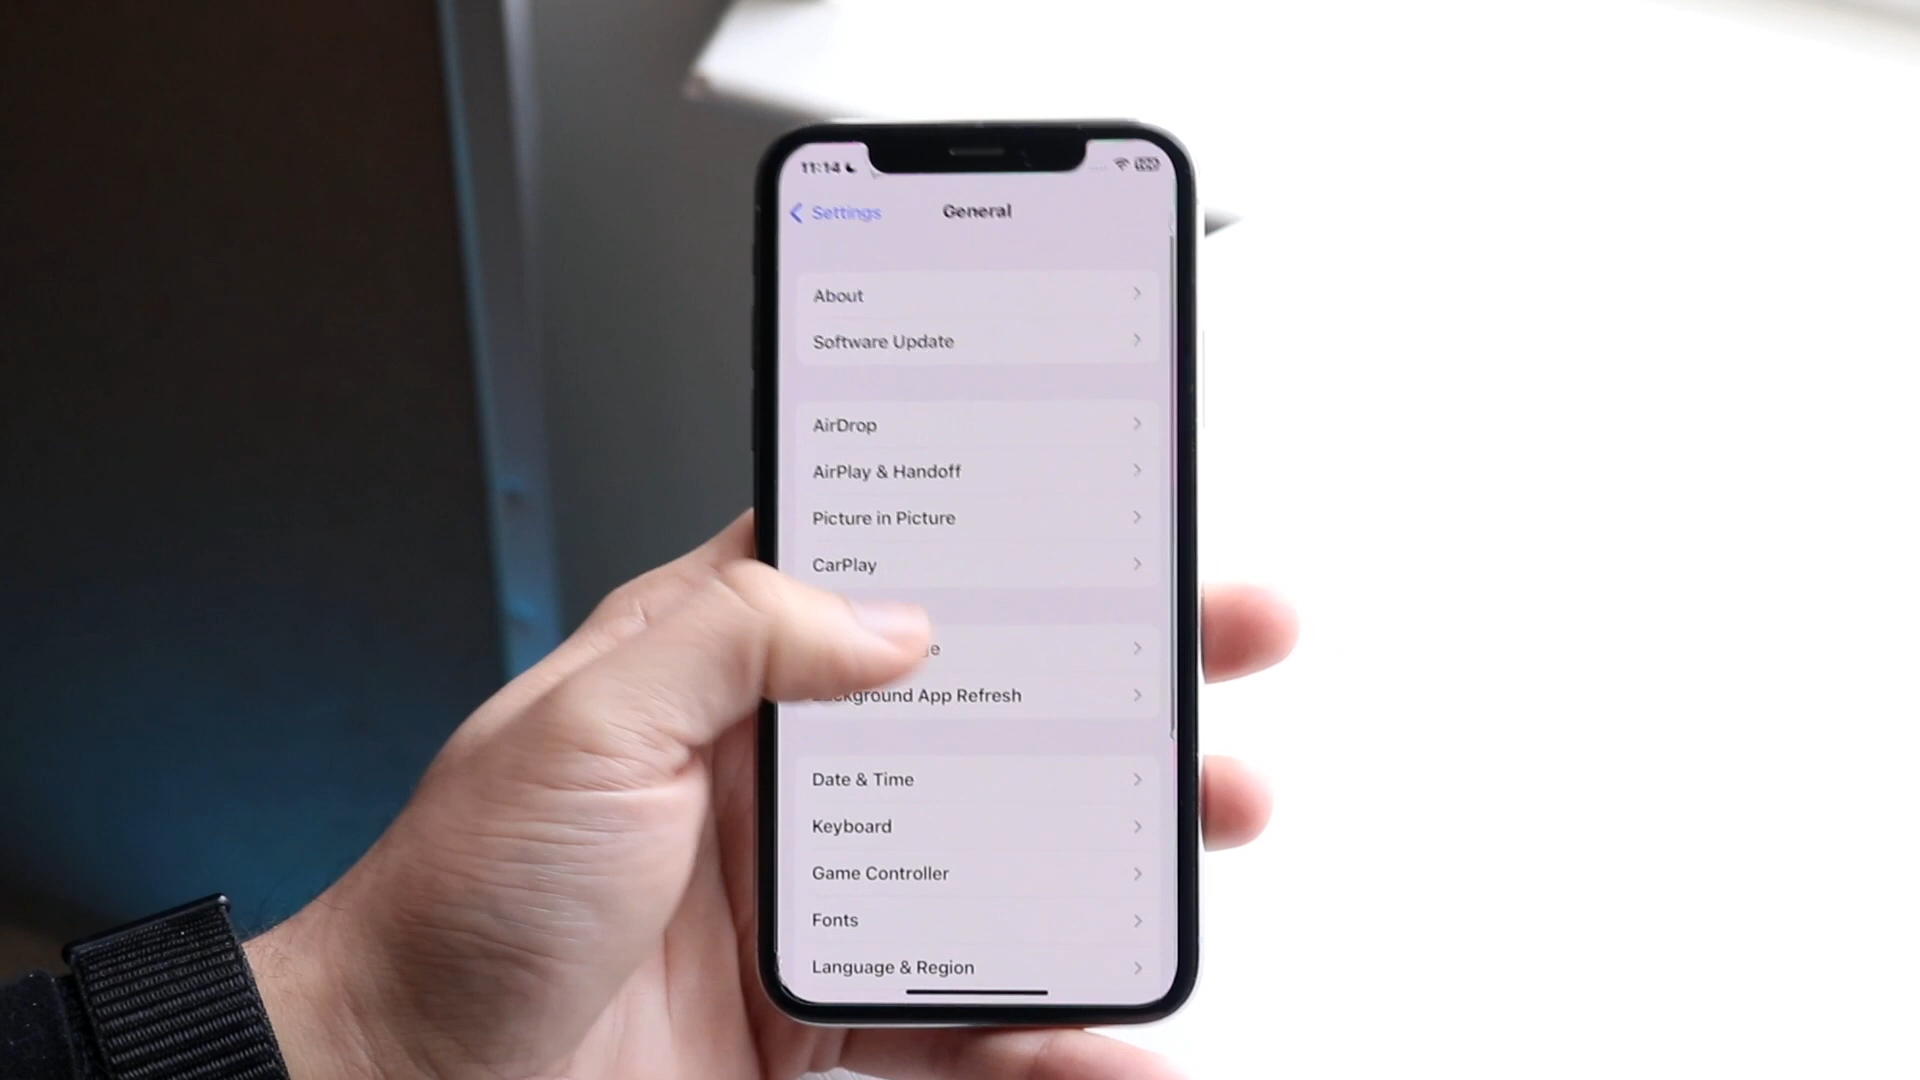 11:14
Settings
General
About
Software Update
AirDrop
AirPlay & Handoff
Picture in Picture
CarPlay
Background App Refresh
Date & Time
Keyboard
Game Controller
Fonts
Language & Region